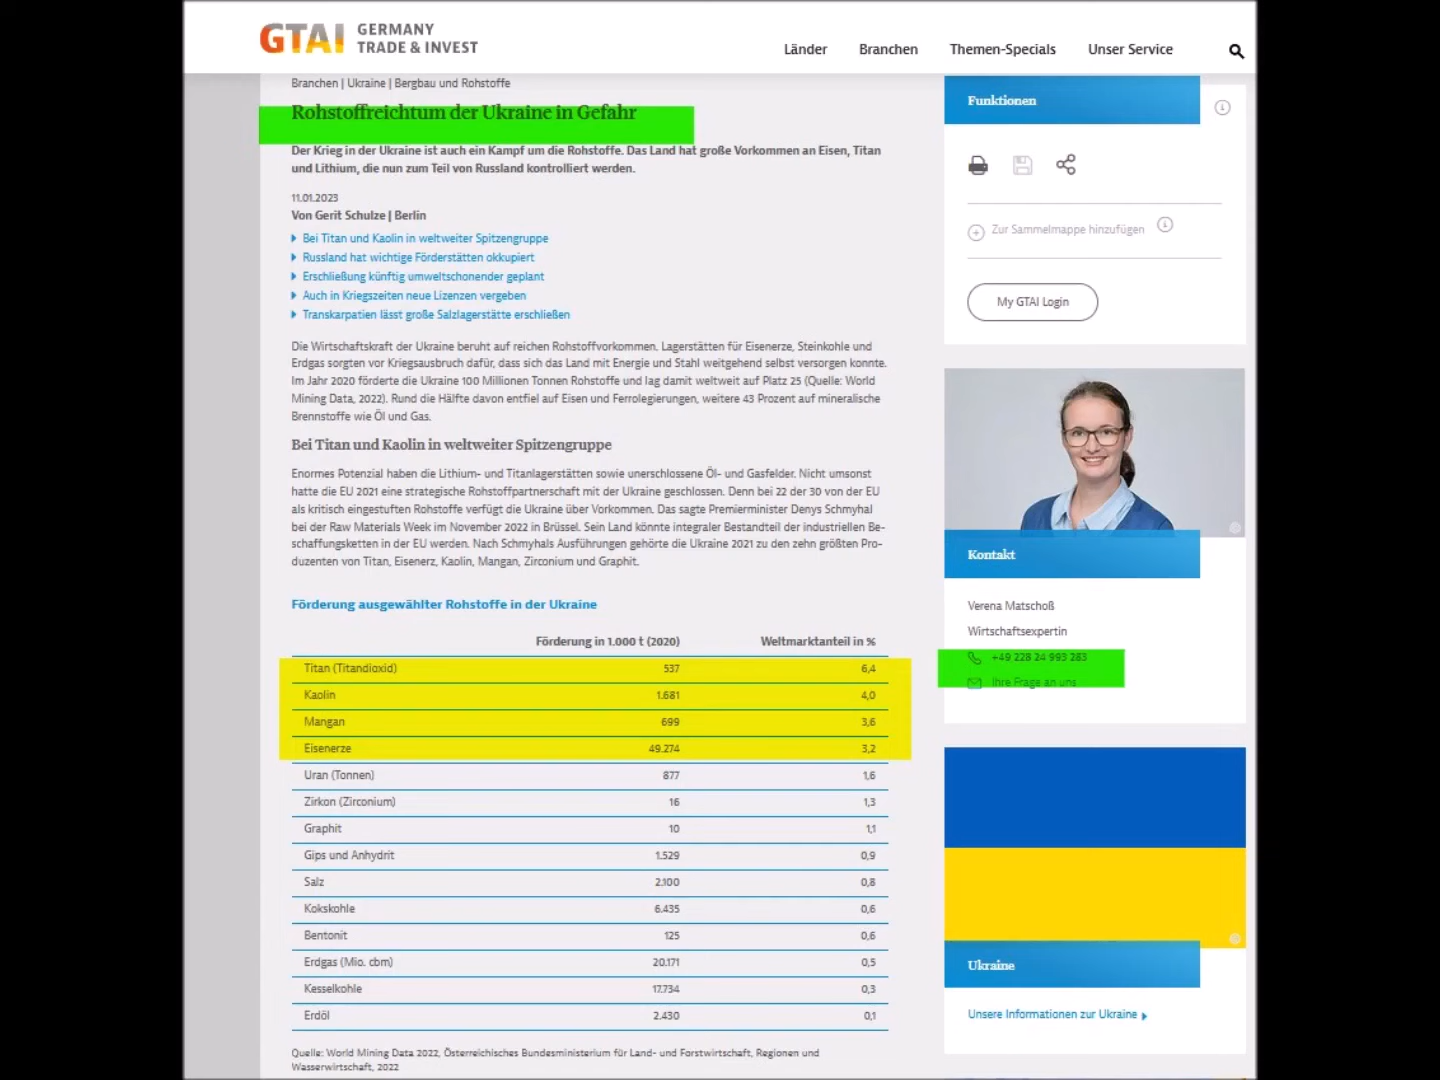 GTAI GERMANY
TRADE & INVEST
Länder Branchen Themen-Specials Unser Service
Branchen | Ukraine | Bergbau und Rohstoffe
Rohstoffreichtum der Ukraine in Gefahr
Der Krieg in der Ukraine ist auch ein Kampf um die Rohstoffe. Das Land hat große Vorkommen an Eisen, Titan
und Lithium, die nun zum Teil von Russland kontrolliert werden.
11.01.2023
Von Gerit Schulze | Berlin
Bei Titan und Kaolin in weltweiter Spitzengruppe
Russland hat wichtige Förderstätten okkupiert
Erschließung künftig umweltschonender geplant
Auch in Kriegszeiten neue Lizenzen vergeben
Transkarpatien lässt große Salzlagerstätte erschließen
Die Wirtschaftskraft der Ukraine beruht auf reichen Rohstoffvorkommen. Lagerstätten für Eisenerze, Steinkohle und
Erdgas sorgten vor Kriegsausbruch dafür, dass sich das Land mit Energie und Stahl weitgehend selbst versorgen konnte.
Im Jahr 2020 förderte die Ukraine 100 Millionen Tonnen Rohstoffe und lag damit weltweit auf Platz 25 (Quelle: World
Mining Data, 2022). Rund die Hälfte davon entfiel auf Eisen und Ferrolegierungen, weitere 43 Prozent auf mineralische
Brennstoffe wie Öl und Gas.
Bei Titan und Kaolin in weltweiter Spitzengruppe
Enormes Potenzial haben die Lithium- und Titanlagerstätten sowie unerschlossene Öl- und Gasfelder. Nicht umsonst
hatte die EU 2021 eine strategische Rohstoffpartnerschaft mit der Ukraine geschlossen. Denn bei 22 der 30 von der EU
als kritisch eingestuften Rohstoffe verfügt die Ukraine über Vorkommen. Das sagte Premierminister Denys Schmyhal
bei der Raw Materials Week im November 2022 in Brüssel. Sein Land könnte integraler Bestandteil der industriellen Be-
schaffungsketten in der EU werden. Nach Schmyhals Ausführungen gehörte die Ukraine 2021 zu den zehn größten Pro-
duzenten von Titan, Eisenerz, Kaolin, Mangan, Zirconium und Graphit.
Förderung ausgewählter Rohstoffe in der Ukraine
Förderung in 1.000 t (2020) Weltmarktanteil in %
Titan (Titandioxid) 537 6,4
Kaolin 1.681 4,0
Mangan 699 3,6
Eisenerze 49.274 3,2
Uran (Tonnen) 877 1,6
Zirkon (Zirconium) 16 1,3
Graphit 10 1,1
Gips und Anhydrit 1.529 0,9
Salz 2.100 0,8
Kokskohle 6.435 0,6
Bentonit 125 0,6
Erdgas (Mio. cbm) 20.171 0,5
Kesselkohle 17.734 0,3
Erdöl 2.430 0,1
Quelle: World Mining Data 2022, Österreichisches Bundesministerium für Land- und Forstwirtschaft, Regionen und
Wasserwirtschaft, 2022
Funktionen
Zur Sammelmappe hinzufügen
My GTAI Login
Kontakt
Verena Matschoß
Wirtschaftsexpertin
+49 228 24 993 283
Ihre Frage an uns
Ukraine
Unsere Informationen zur Ukraine